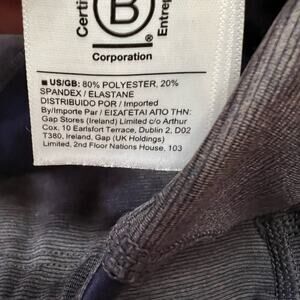 Certi
B
Entrep
Corporation
■ US/GB: 80% POLYESTER, 20%
SPANDEX / ELASTANE
DISTRIBUIDO POR / Imported
By/Importe Par / ΕΙΣΑΓΕΤΑΙ ΑΠΟ ΤΗΝ:
Gap Stores (Ireland) Limited c/o Arthur
Cox, 10 Earlsfort Terrace, Dublin 2, D02
T380, Ireland, Gap (UK Holdings)
Limited, 2nd Floor Nations House, 103